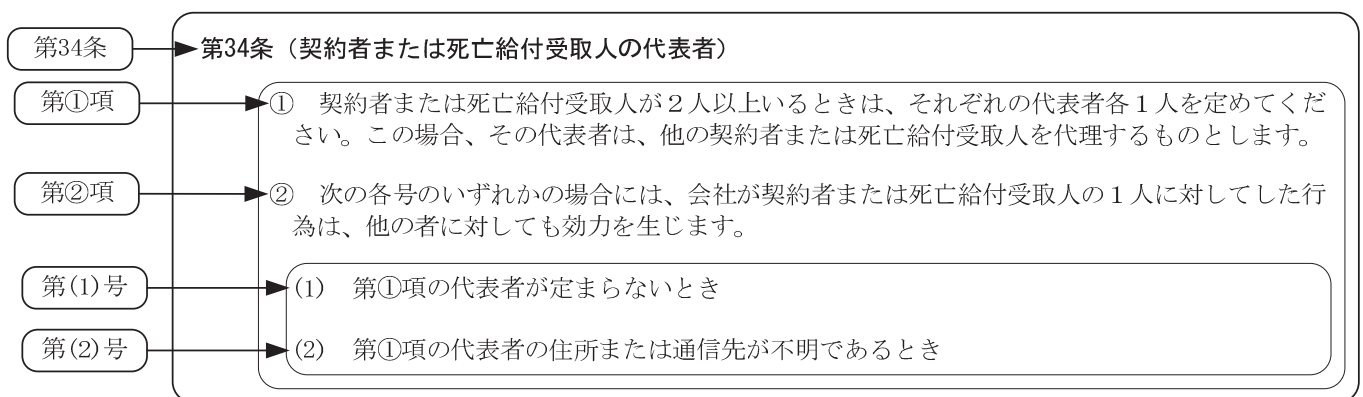 第34条
第34条（契約者または死亡給付受取人の代表者）
第①項
①　契約者または死亡給付受取人が２人以上いるときは、それぞれの代表者各１人を定めてくだ
さい。この場合、その代表者は、他の契約者または死亡給付受取人を代理するものとします。
第②項
②　次の各号のいずれかの場合には、会社が契約者または死亡給付受取人の１人に対してした行
為は、他の者に対しても効力を生じます。
第(1)号
(1)　第①項の代表者が定まらないとき
第(2)号
(2)　第①項の代表者の住所または通信先が不明であるとき